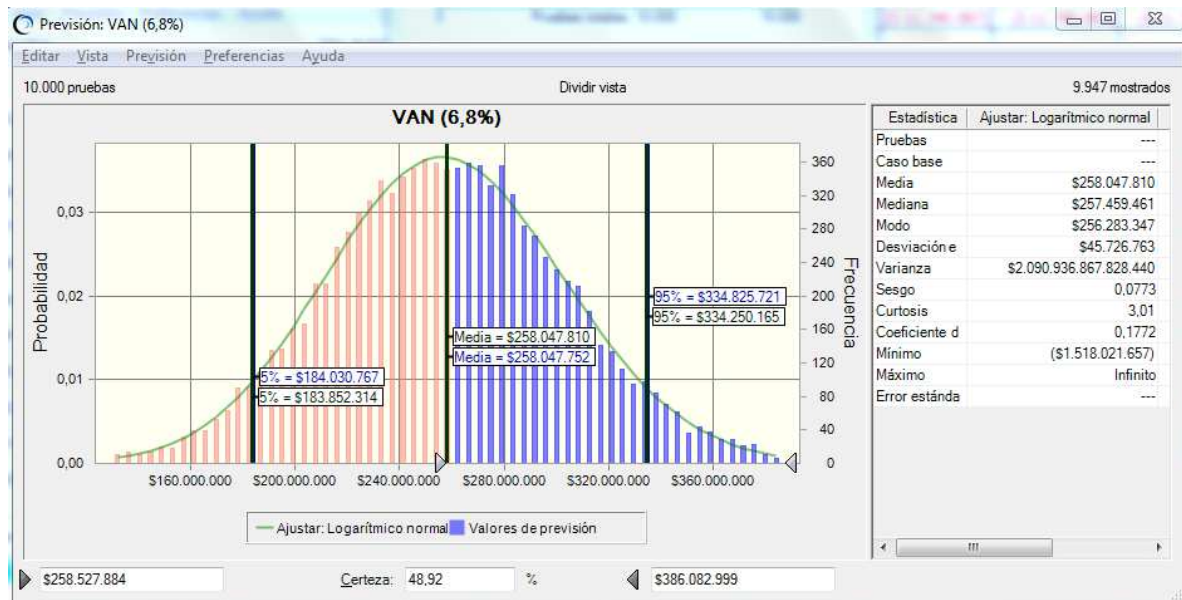 Previsión: VAN (6,8%)
Editar Vista Previsión Preferencias Ayuda
10.000 pruebas Dividir vista 9.947 mostrados
VAN (6,8%)
Probabilidad
0,03
0,02
0,01
0,00
360
320
280
240
200
160
120
80
40
0
Frecuencia
95% = $334.825.721
95% = $334.250.165
Media = $258.047.810
Media = $258.047.752
5% = $184.030.767
5% = $183.852.314
$160.000.000 $200.000.000 $240.000.000 $280.000.000 $320.000.000 $360.000.000
Ajustar: Logarítmico normal Valores de previsión
Estadística Ajustar: Logarítmico normal
Pruebas ---
Caso base ---
Media $258.047.810
Mediana $257.459.461
Modo $256.283.347
Desviación e $45.726.763
Varianza $2.090.936.867.828.440
Sesgo 0,0773
Curtosis 3,01
Coeficiente d 0,1772
Mínimo ($1.518.021.657)
Máximo Infinito
Error estánda ---
$258.527.884 Certeza: 48,92 % $386.082.999